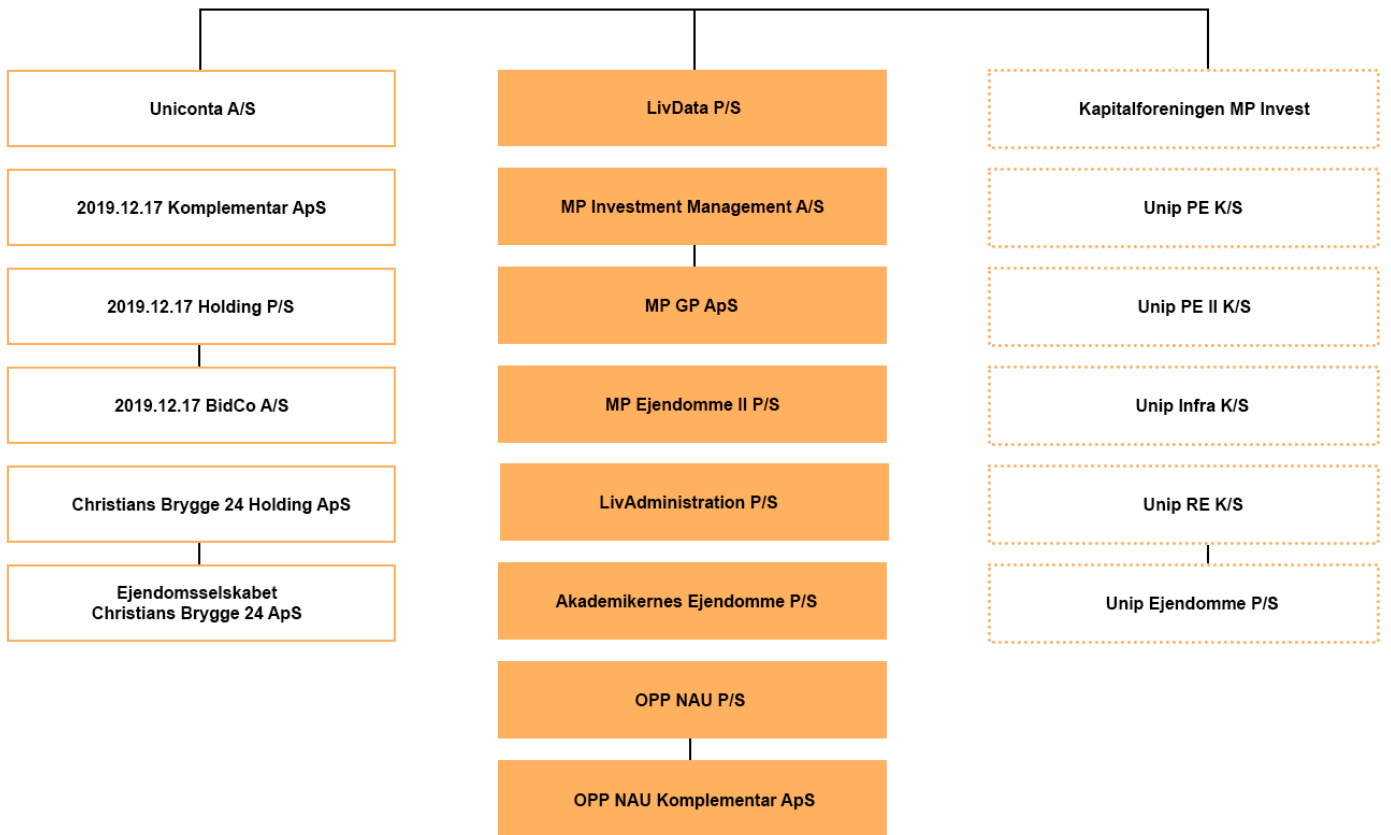 Uniconta A/S
2019.12.17 Komplementar ApS
2019.12.17 Holding P/S
2019.12.17 BidCo A/S
Christians Brygge 24 Holding ApS
Ejendomsselskabet
Christians Brygge 24 ApS
LivData P/S
MP Investment Management A/S
MP GP ApS
MP Ejendomme II P/S
LivAdministration P/S
Akademikernes Ejendomme P/S
OPP NAU P/S
OPP NAU Komplementar ApS
Kapitalforeningen MP Invest
Unip PE K/S
Unip PE II K/S
Unip Infra K/S
Unip RE K/S
Unip Ejendomme P/S